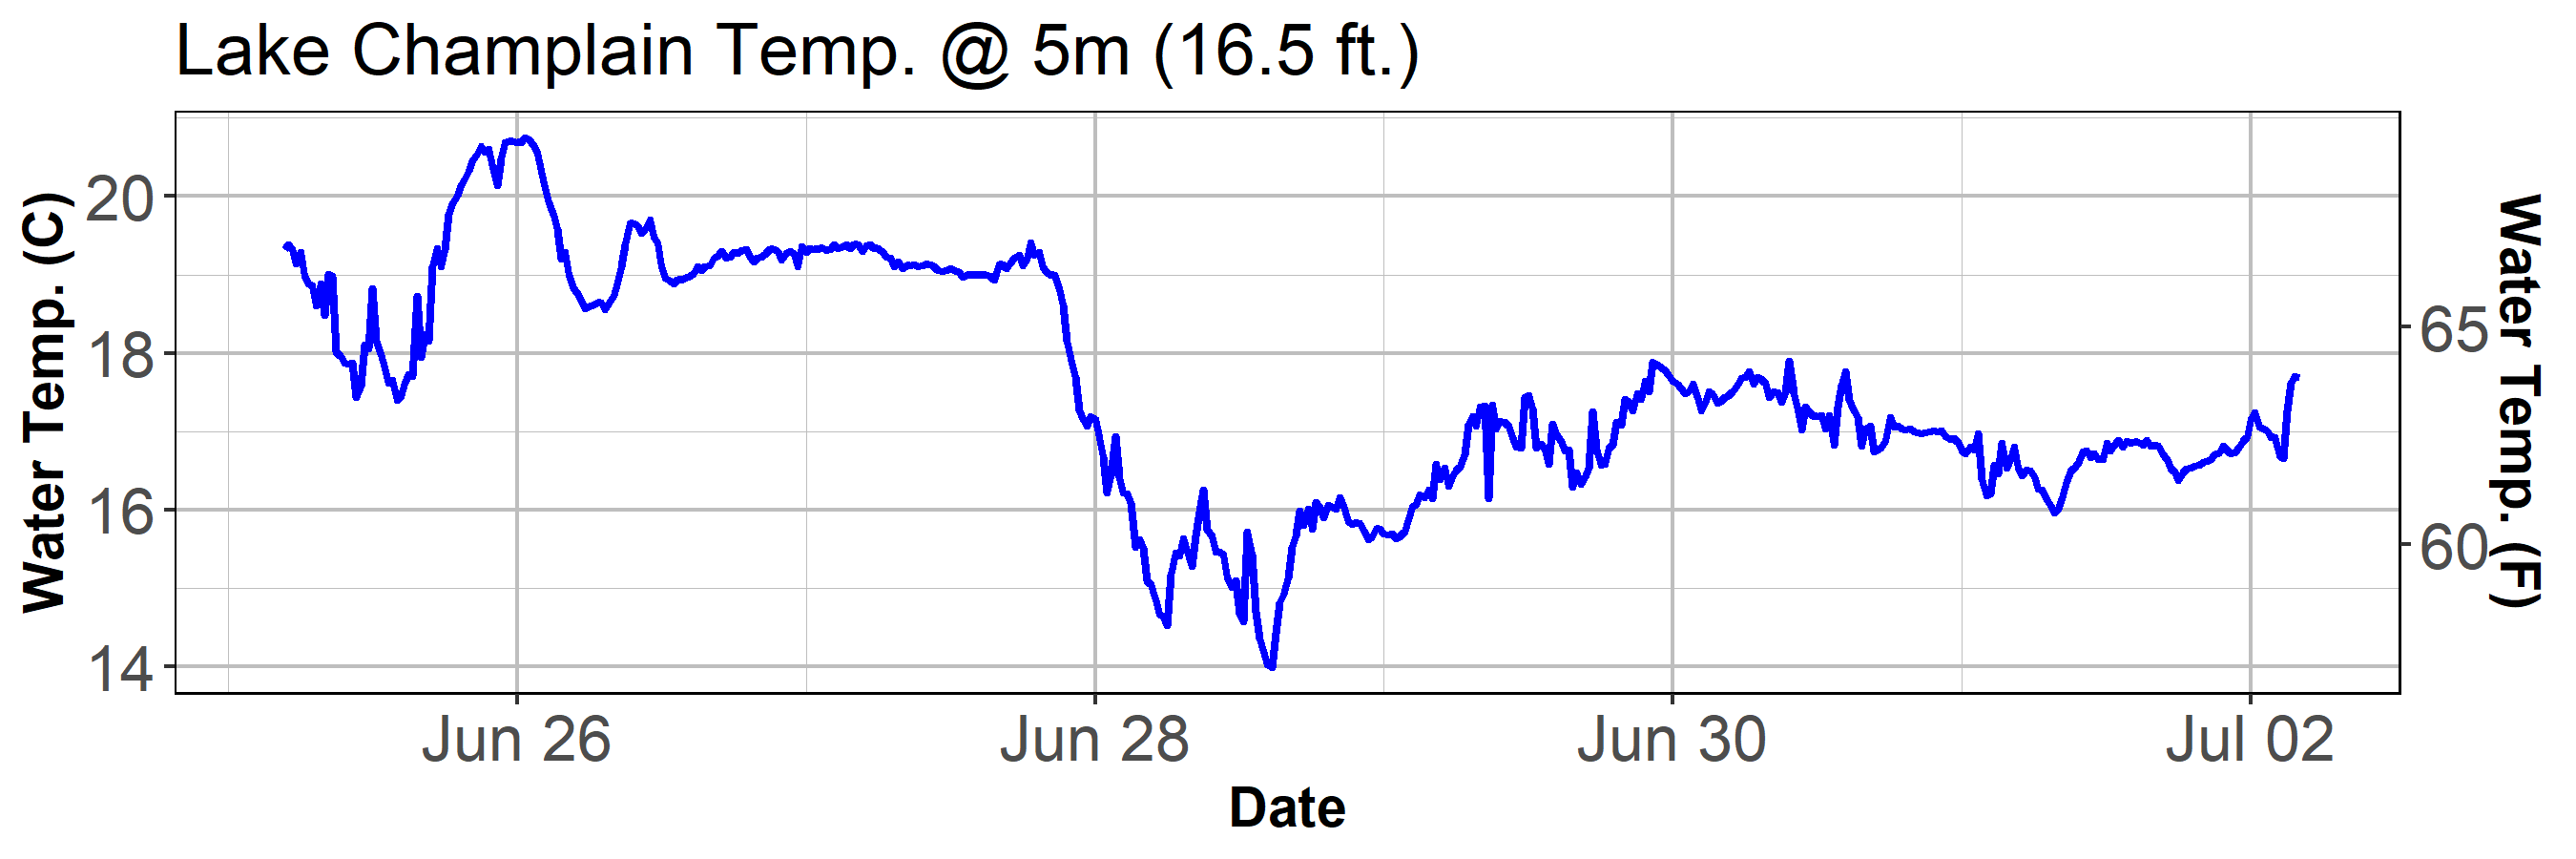 Lake Champlain Temp. @ 5m (16.5 ft.)
Water Temp. (C)
20
18
16
14
65
60
Water Temp. (F)
Jun 26
Jun 28
Jun 30
Jul 02
Date